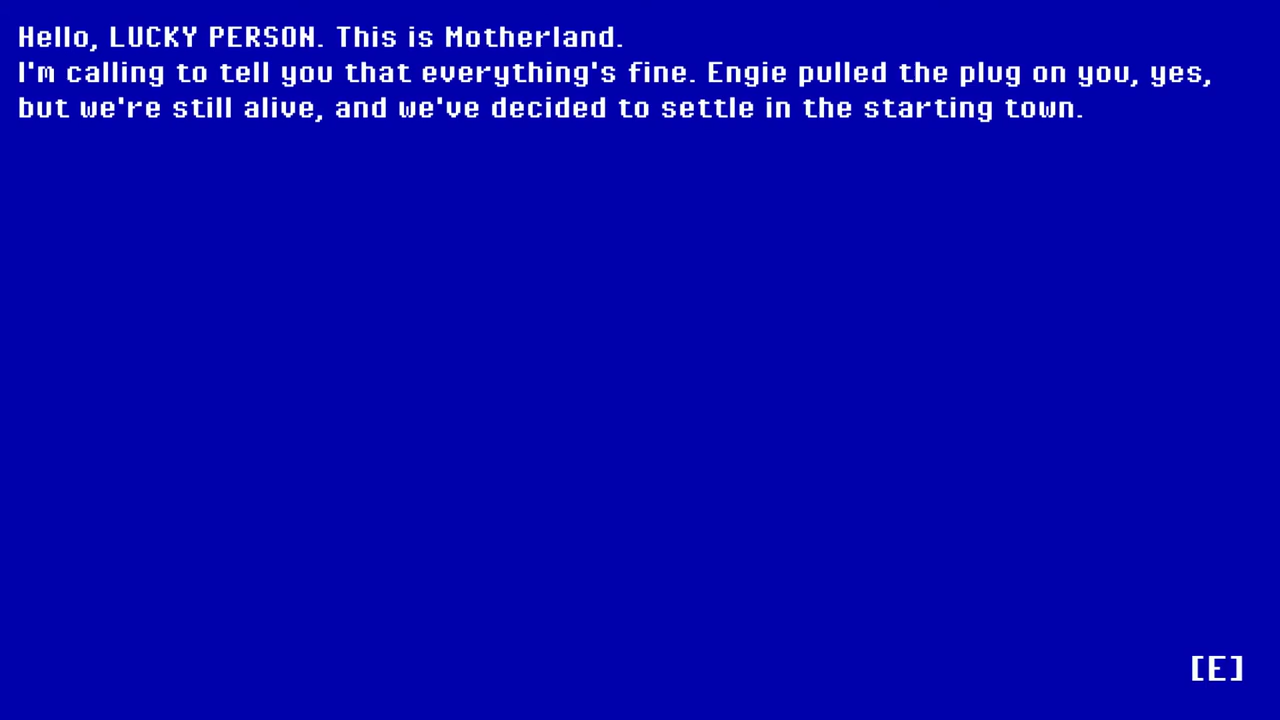 Hello, LUCKY PERSON. This is Motherland.
I'm calling to tell you that everything's fine. Engie pulled the plug on you, yes,
but we're still alive, and we've decided to settle in the starting town.
[E]